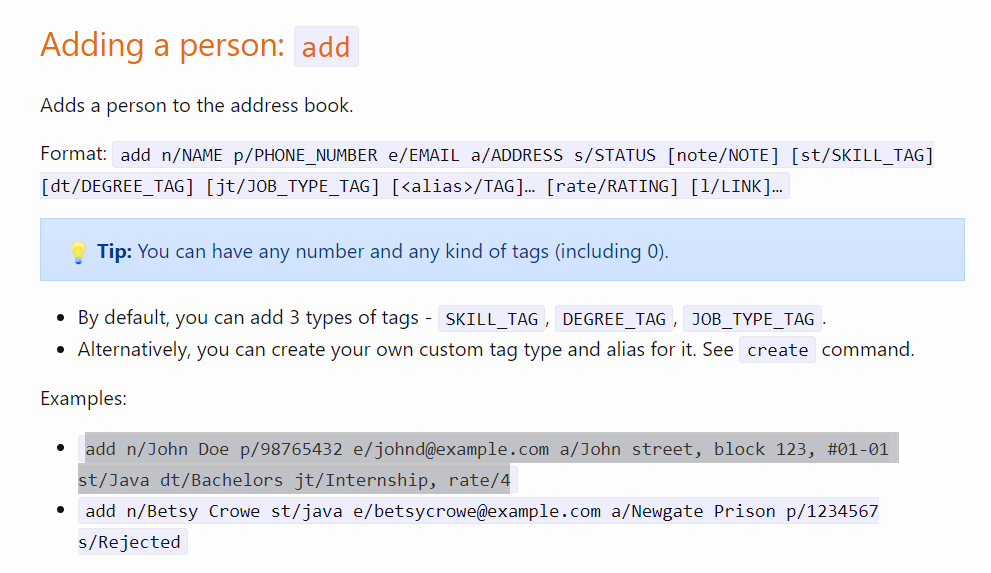 Adding a person: add
Adds a person to the address book.
Format: add n/NAME p/PHONE_NUMBER e/EMAIL a/ADDRESS s/STATUS [note/NOTE] [st/SKILL_TAG]
[dt/DEGREE_TAG] [jt/JOB_TYPE_TAG] [<alias>/TAG]… [rate/RATING] [l/LINK]…
💡 Tip: You can have any number and any kind of tags (including 0).
• By default, you can add 3 types of tags - SKILL_TAG, DEGREE_TAG, JOB_TYPE_TAG.
• Alternatively, you can create your own custom tag type and alias for it. See create command.
Examples:
• add n/John Doe p/98765432 e/johnd@example.com a/John street, block 123, #01-01
st/Java dt/Bachelors jt/Internship, rate/4
• add n/Betsy Crowe st/java e/betsycrowe@example.com a/Newgate Prison p/1234567
s/Rejected